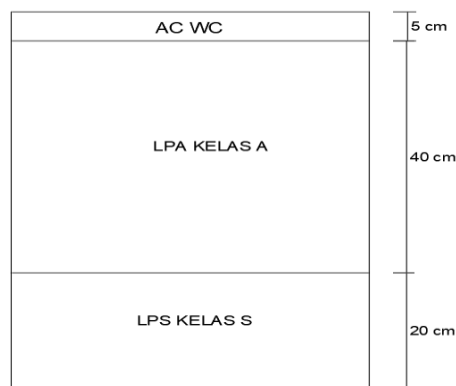 AC WC
5 cm
LPA KELAS A
40 cm
LPS KELAS S
20 cm